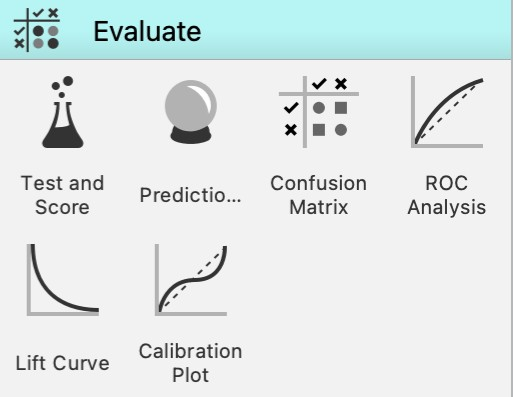 Evaluate
Test and
Score
Predictio...
Confusion
Matrix
ROC
Analysis
Lift Curve
Calibration
Plot